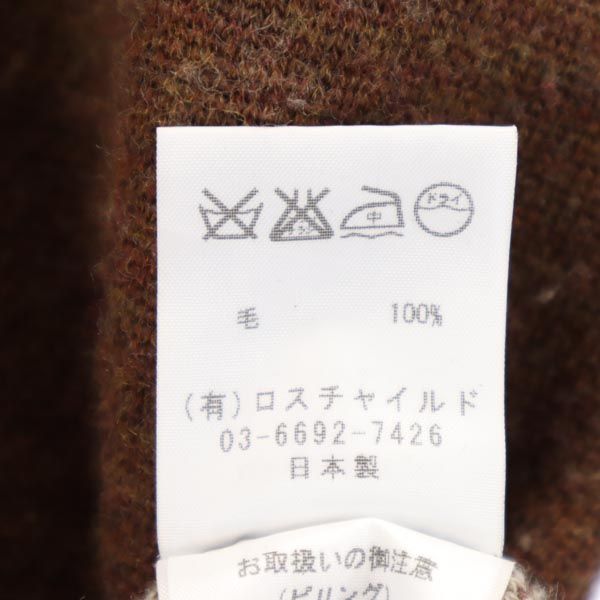 中 ドライ
毛 100%
(有)ロスチャイルド
03-6692-7426
日本製
お取扱いの御注意
(ピリング)